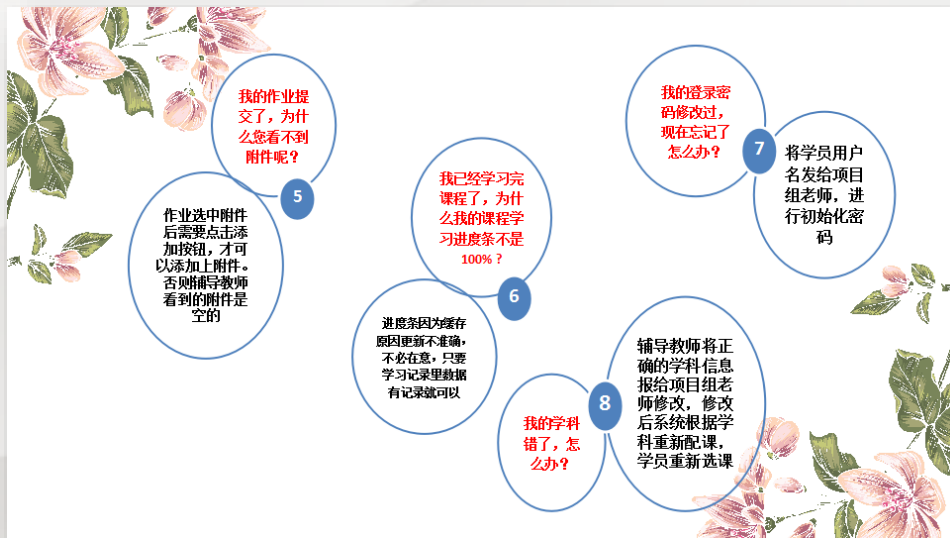 我的作业提
交了，为什
么您看不到
附件呢？
5
作业选中附件
后需要点击添
加按钮，才可
以添加上附件。
否则辅导教师
看到的附件是
空的
我已经学习完
课程了，为什
么我的课程学
习进度条不是
100%？
6
进度条因为缓存
原因更新不准确，
不必在意，只要
学习记录里数据
有记录就可以
我的登录密
码修改过，
现在忘记了
怎么办？
7
将学员用户
名发给项目
组老师，进
行初始化密
码
我的学科
错了，怎
么办？
8
辅导教师将正
确的学科信息
报给项目组老
师修改，修改
后系统根据学
科重新配课，
学员重新选课